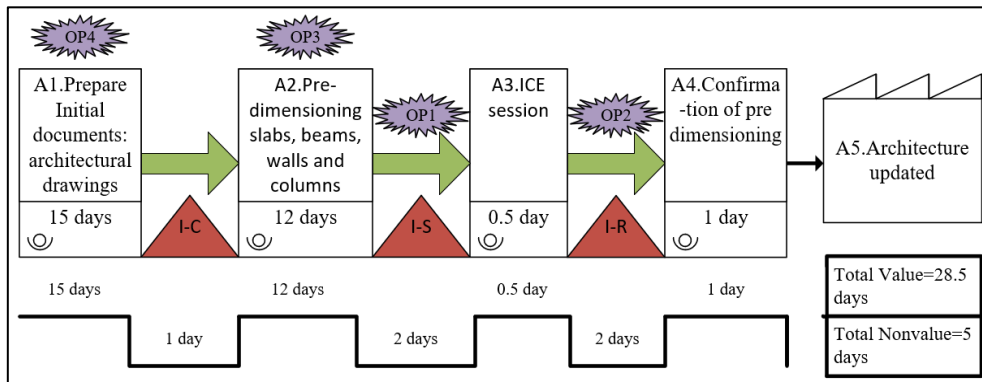 OP4
OP3
A1.Prepare
Initial
documents:
architectural
drawings
A2.Pre-
dimensioning
slabs, beams,
walls and
columns
OP1
A3.ICE
session
OP2
A4.Confirma
-tion of pre
dimensioning
A5.Architecture
updated
15 days
I-C
12 days
I-S
0.5 day
I-R
1 day
15 days
12 days
0.5 day
1 day
1 day
2 days
2 days
Total Value=28.5
days
Total Nonvalue=5
days